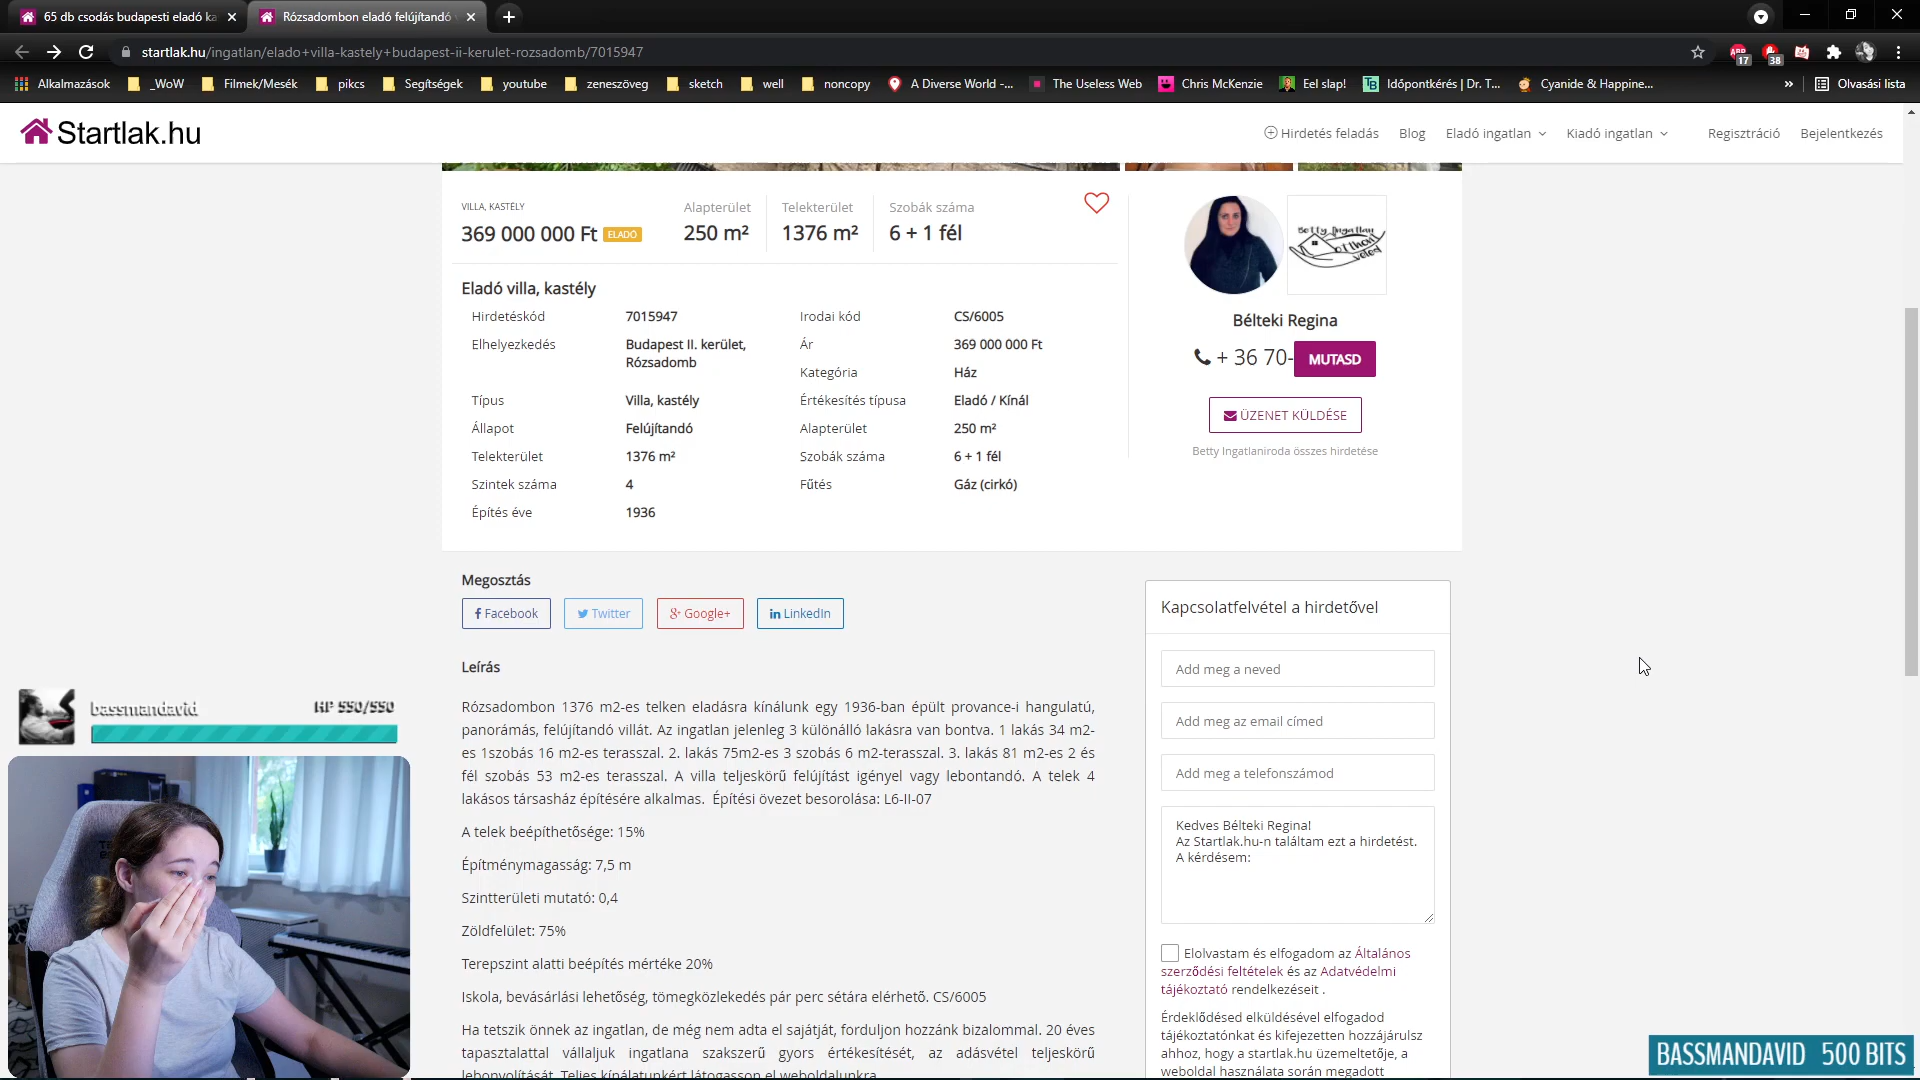 65 db csodás budapesti eladó ka
Rózsadombon eladó felújítandó v
startlak.hu/ingatlan/elado+villa-kastely+budapest-ii-kerulet-rozsadomb/7015947
17
38
Alkalmazások
_WoW
Filmek/Mesék
pikcs
Segítségek
youtube
zeneszöveg
sketch
well
noncopy
A Diverse World -...
The Useless Web
Chris McKenzie
Eel slap!
Időpontkérés | Dr. T...
Cyanide & Happine...
»
Olvasási lista
Startlak.hu
Hirdetés feladás
Blog
Eladó ingatlan
Kiadó ingatlan
Regisztráció
Bejelentkezés
VILLA, KASTÉLY
369 000 000 Ft ELADÓ
Alapterület
250 m²
Telekterület
1376 m²
Szobák száma
6 + 1 fél
Eladó villa, kastély
Hirdetéskód 7015947
Elhelyezkedés Budapest II. kerület,
Rózsadomb
Típus Villa, kastély
Állapot Felújítandó
Telekterület 1376 m²
Szintek száma 4
Építés éve 1936
Irodai kód CS/6005
Ár 369 000 000 Ft
Kategória Ház
Értékesítés típusa Eladó / Kínál
Alapterület 250 m²
Szobák száma 6 + 1 fél
Fűtés Gáz (cirkó)
Betty Ingatlan
otthont
veled
Bélteki Regina
+ 36 70- MUTASD
ÜZENET KÜLDÉSE
Betty Ingatlaniroda összes hirdetése
Megosztás
Facebook
Twitter
Google+
LinkedIn
Leírás
Rózsadombon 1376 m2-es telken eladásra kínálunk egy 1936-ban épült provance-i hangulatú,
panorámás, felújítandó villát. Az ingatlan jelenleg 3 különálló lakásra van bontva. 1 lakás 34 m2-
es 1szobás 16 m2-es terasszal. 2. lakás 75m2-es 3 szobás 6 m2-terasszal. 3. lakás 81 m2-es 2 és
fél szobás 53 m2-es terasszal. A villa teljeskörű felújítást igényel vagy lebontandó. A telek 4
lakásos társasház építésére alkalmas. Építési övezet besorolása: L6-II-07
A telek beépíthetősége: 15%
Építménymagasság: 7,5 m
Szintterületi mutató: 0,4
Zöldfelület: 75%
Terepszint alatti beépítés mértéke 20%
Iskola, bevásárlási lehetőség, tömegközlekedés pár perc sétára elérhető. CS/6005
Ha tetszik önnek az ingatlan, de még nem adta el sajátját, forduljon hozzánk bizalommal. 20 éves
tapasztalattal vállaljuk ingatlana szakszerű gyors értékesítését, az adásvétel teljeskörű
lebonyolítását. Teljes kínálatunkért látogasson el weboldalunkra
Kapcsolatfelvétel a hirdetővel
Add meg a neved
Add meg az email címed
Add meg a telefonszámod
Kedves Bélteki Regina!
Az Startlak.hu-n találtam ezt a hirdetést.
A kérdésem:
Elolvastam és elfogadom az Általános
szerződési feltételek és az Adatvédelmi
tájékoztató rendelkezéseit .
Érdeklődésed elküldésével elfogadod
tájékoztatónkat és kifejezetten hozzájárulsz
ahhoz, hogy a startlak.hu üzemeltetője, a
weboldal használata során megadott
bassmandavid
HP 550/550
BASSMANDAVID 500 BITS